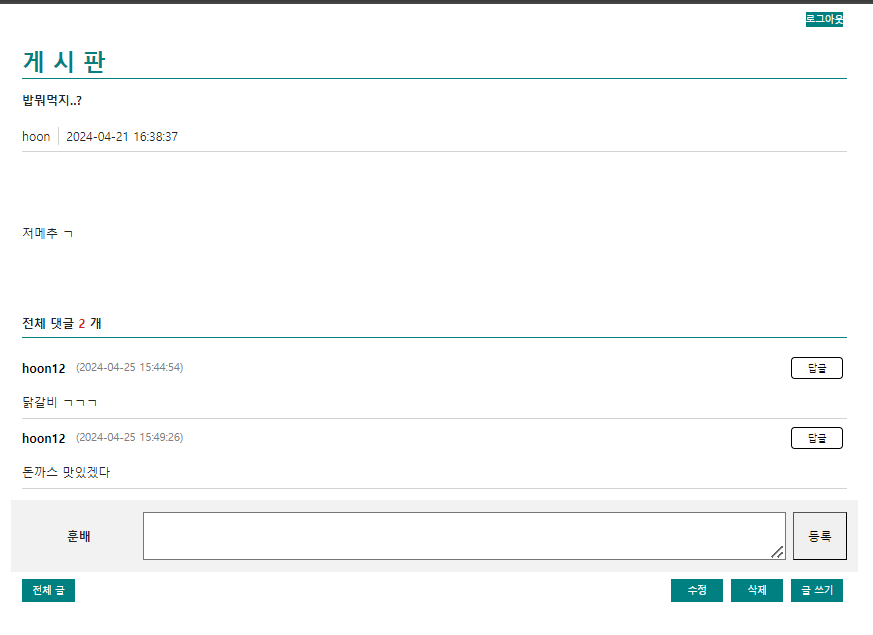 로그아웃
게 시 판
밥뭐먹지..?
hoon 2024-04-21 16:38:37
저메추 ㄱ
전체 댓글 2 개
hoon12 (2024-04-25 15:44:54) 답글
닭갈비 ㄱㄱㄱ
hoon12 (2024-04-25 15:49:26) 답글
돈까스 맛있겠다
훈배 등록
전체 글 수정 삭제 글 쓰기